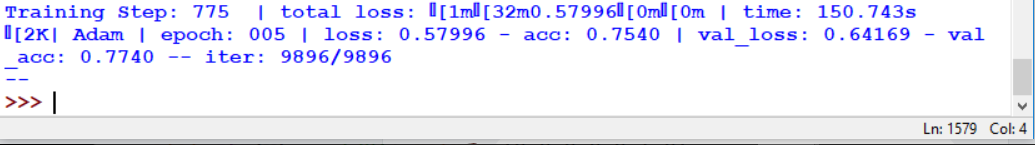 Training Step: 775  | total loss: [1m[32m0.57996[0m[0m | time: 150.743s
[2K| Adam | epoch: 005 | loss: 0.57996 - acc: 0.7540 | val_loss: 0.64169 - val
_acc: 0.7740 -- iter: 9896/9896
--
>>>
Ln: 1579 Col: 4